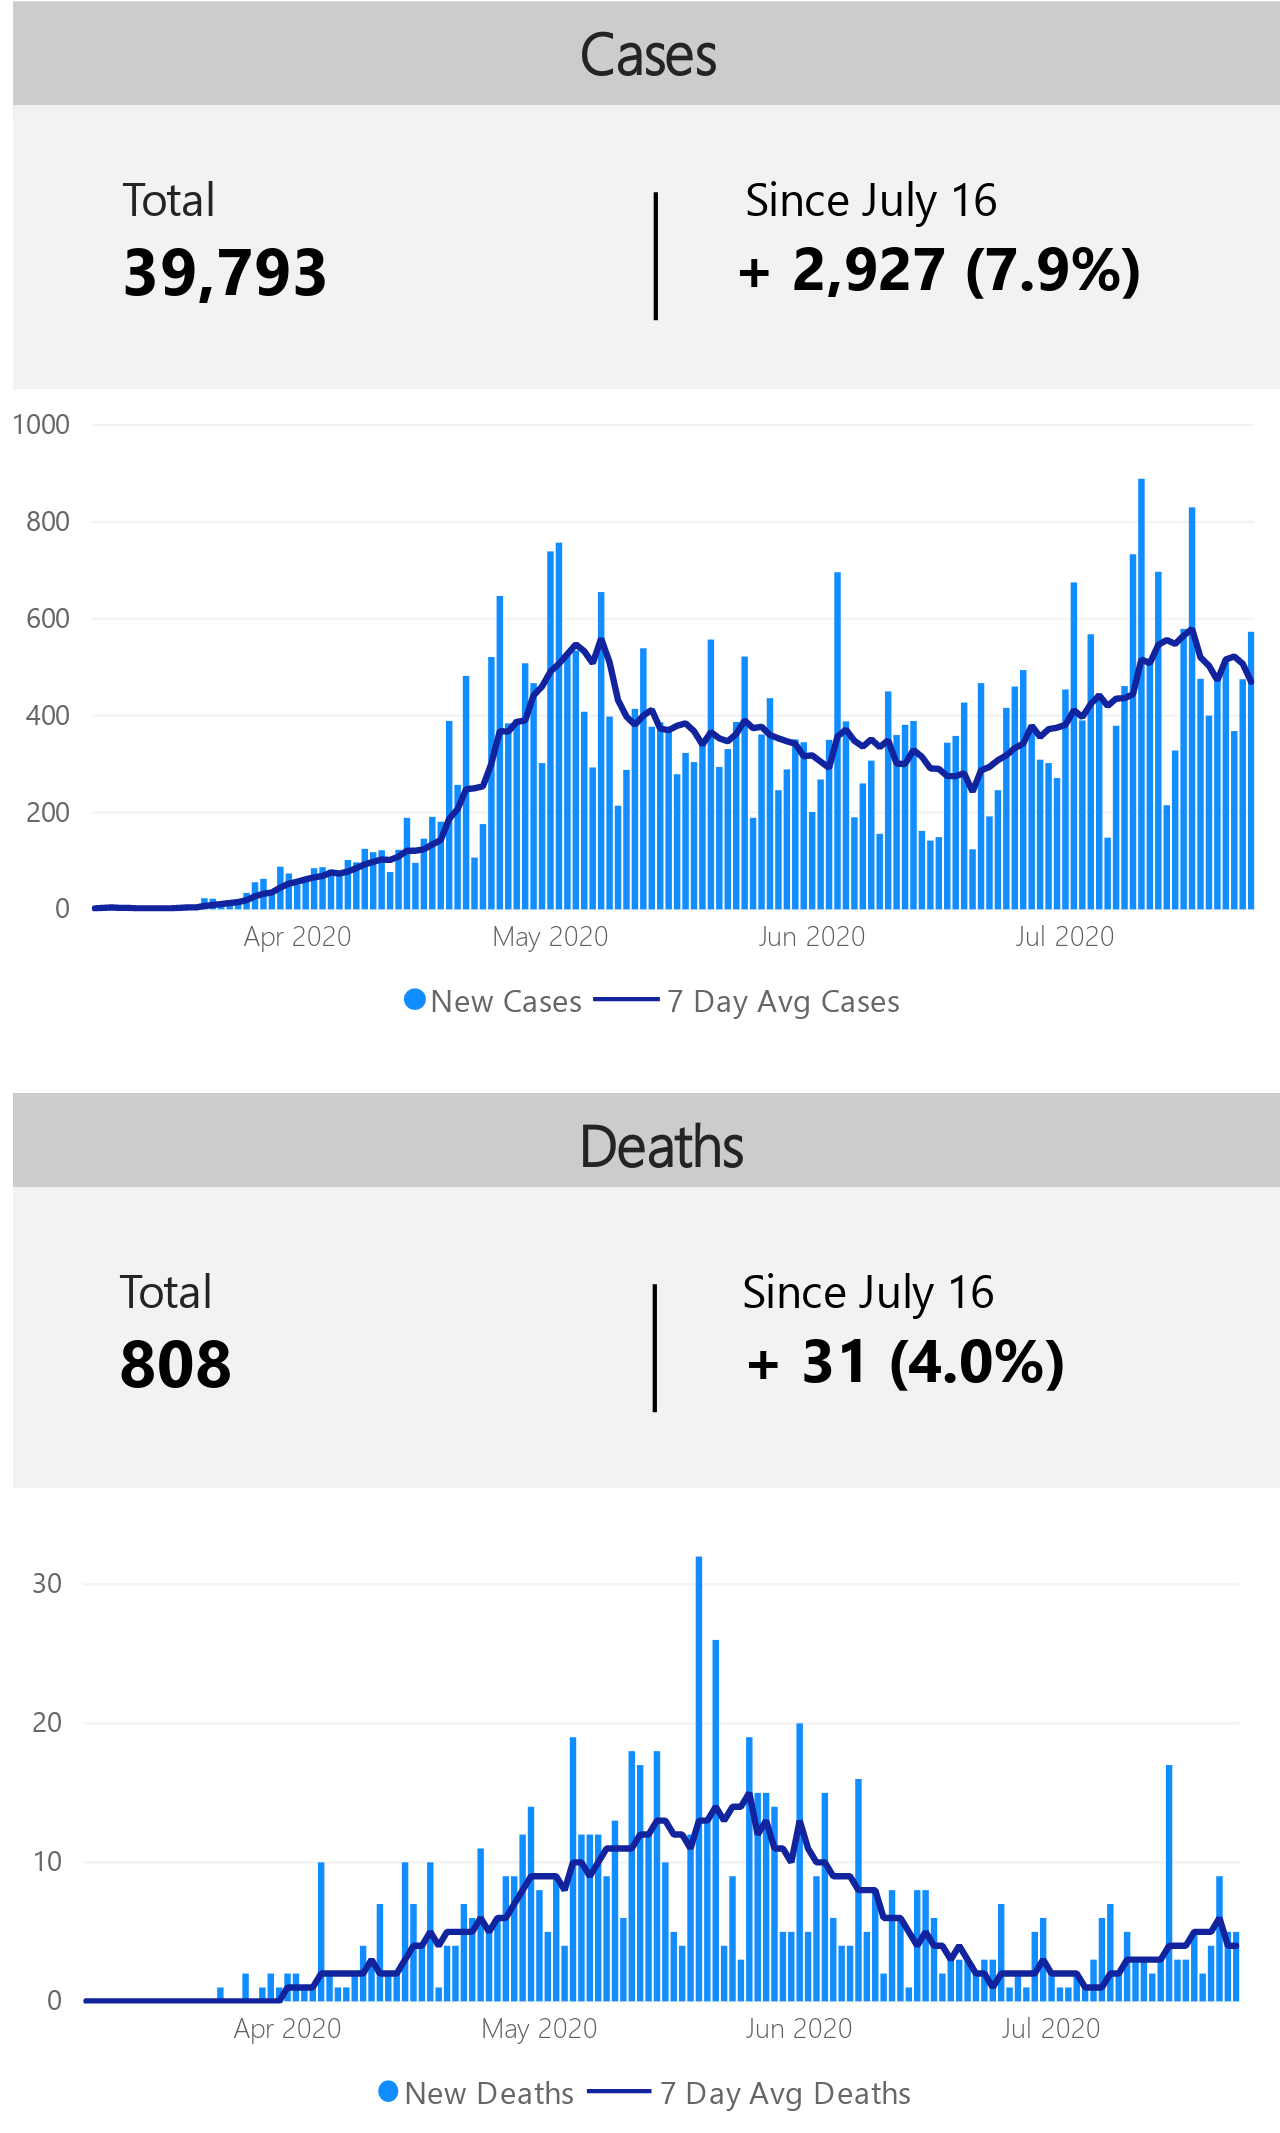 Cases
Total
Since July 16
39,793
+ 2,927 (7.9%)
1000
800
600
400
200
0
Apr 2020
May 2020
Jun 2020
Jul 2020
New Cases
7 Day Avg Cases
Deaths
Total
Since July 16
808
+ 31 (4.0%)
30
20
10
0
Apr 2020
May 2020
Jun 2020
Jul 2020
New Deaths
7 Day Avg Deaths